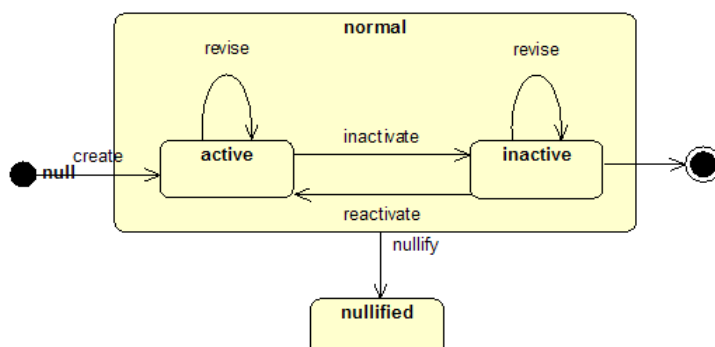 normal
revise
revise
create
null
active
inactivate
inactive
reactivate
nullify
nullified